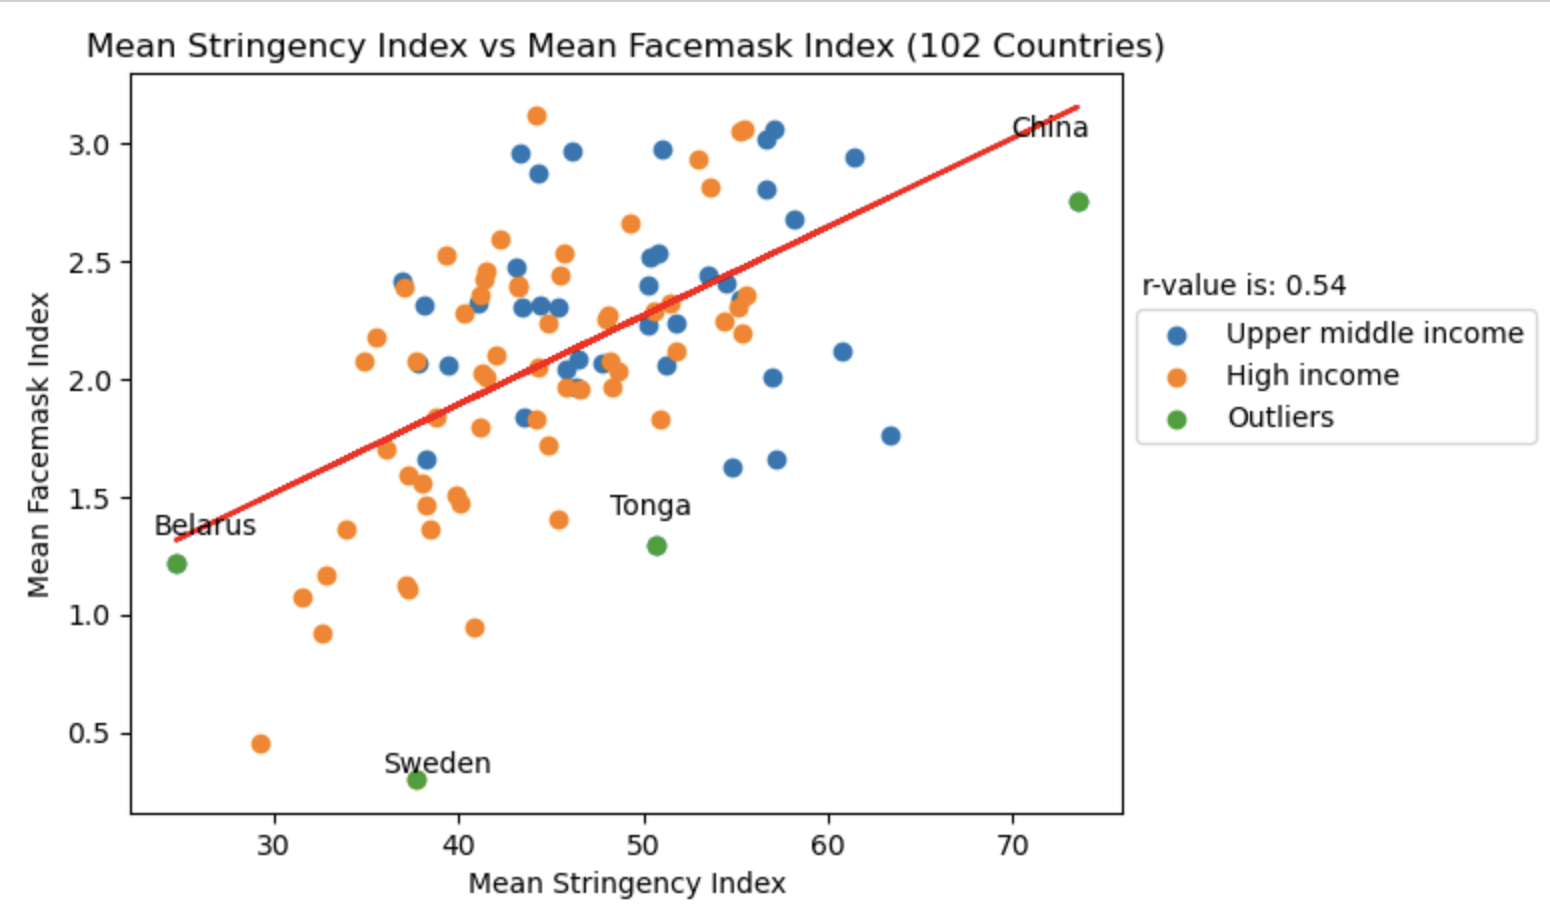 Mean Stringency Index vs Mean Facemask Index (102 Countries)
Mean Facemask Index
3.0
2.5
2.0
1.5
1.0
0.5
China
Belarus
Tonga
Sweden
30 40 50 60 70
Mean Stringency Index
r-value is: 0.54
Upper middle income
High income
Outliers